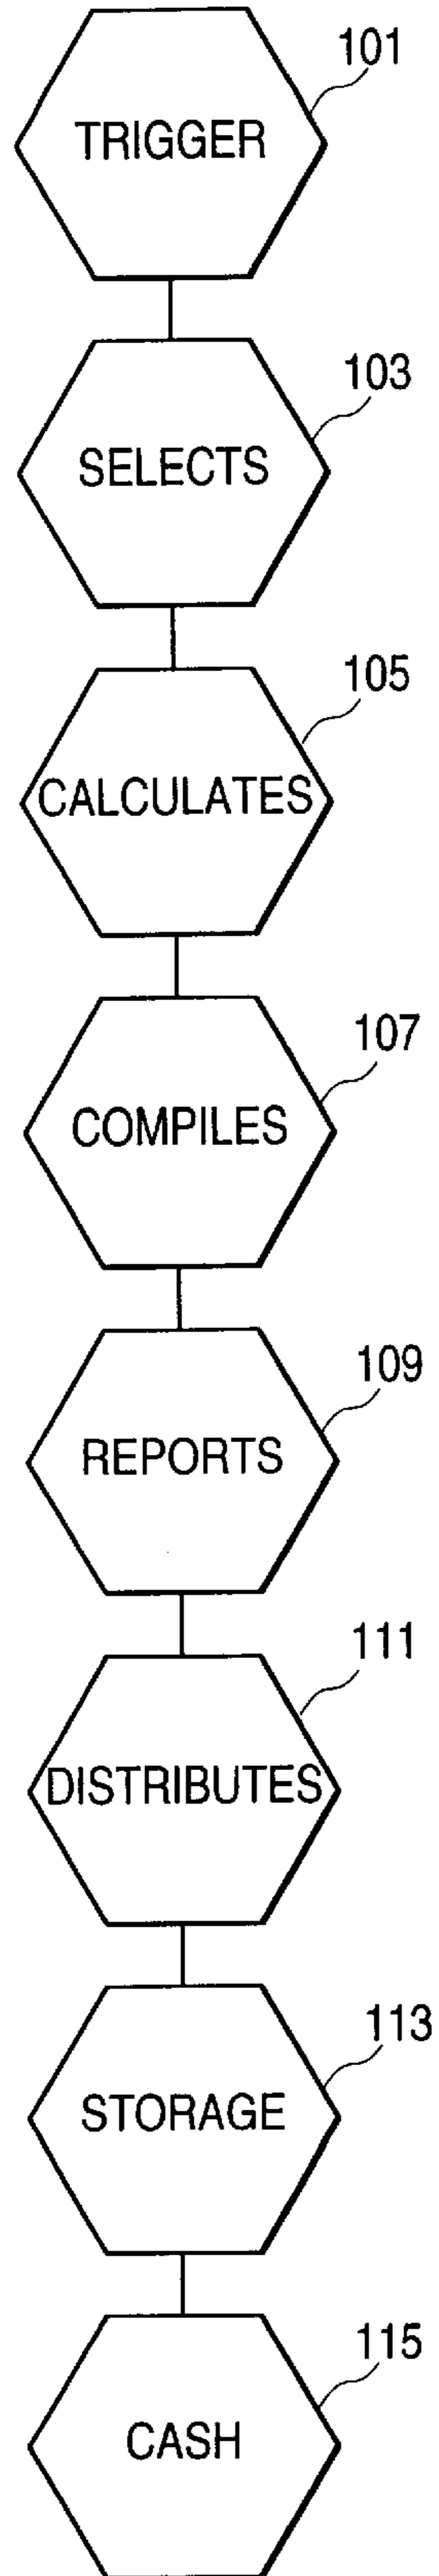 101
TRIGGER
103
SELECTS
105
CALCULATES
107
COMPILES
109
REPORTS
111
DISTRIBUTES
113
STORAGE
115
CASH